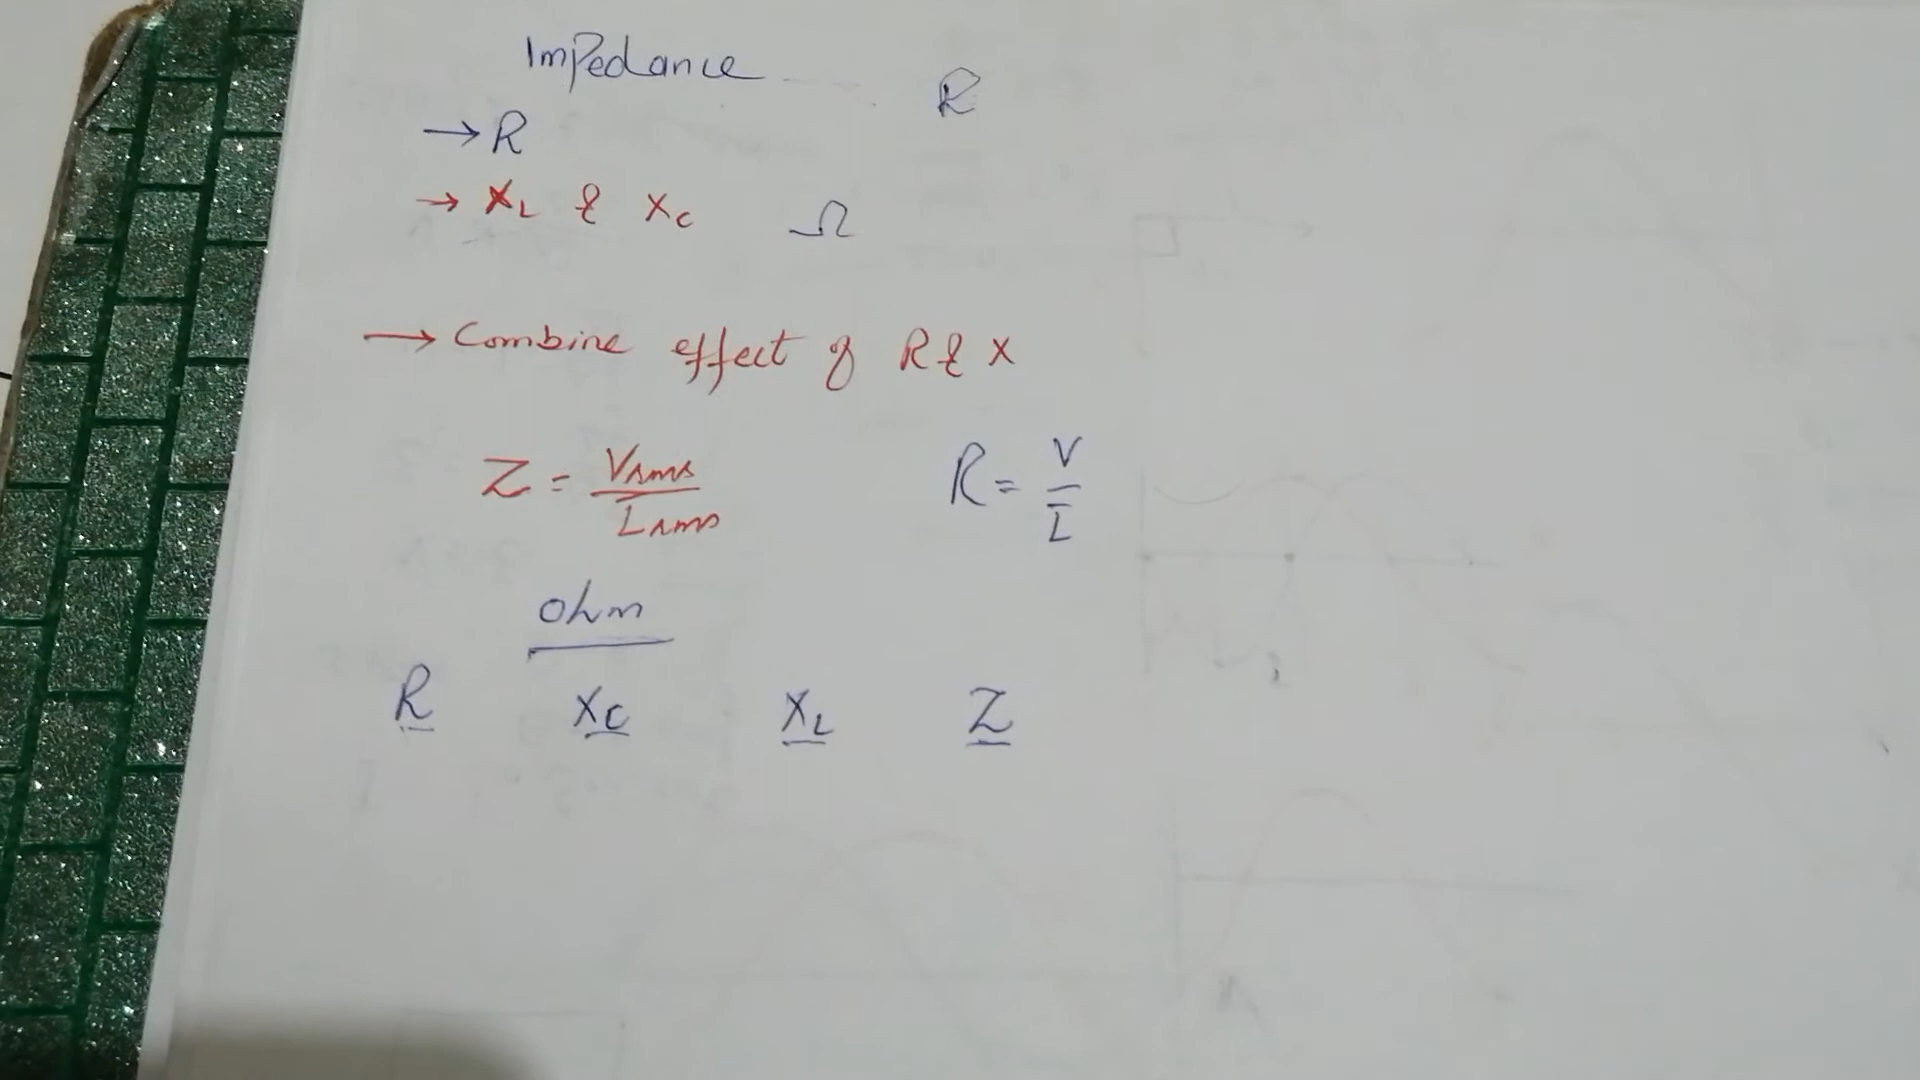 Impedance
R
→ R
→ XL & Xc Ω
→ Combine effect of R & X
Z = Vrms / Irms R = V / I
ohm
R Xc XL Z